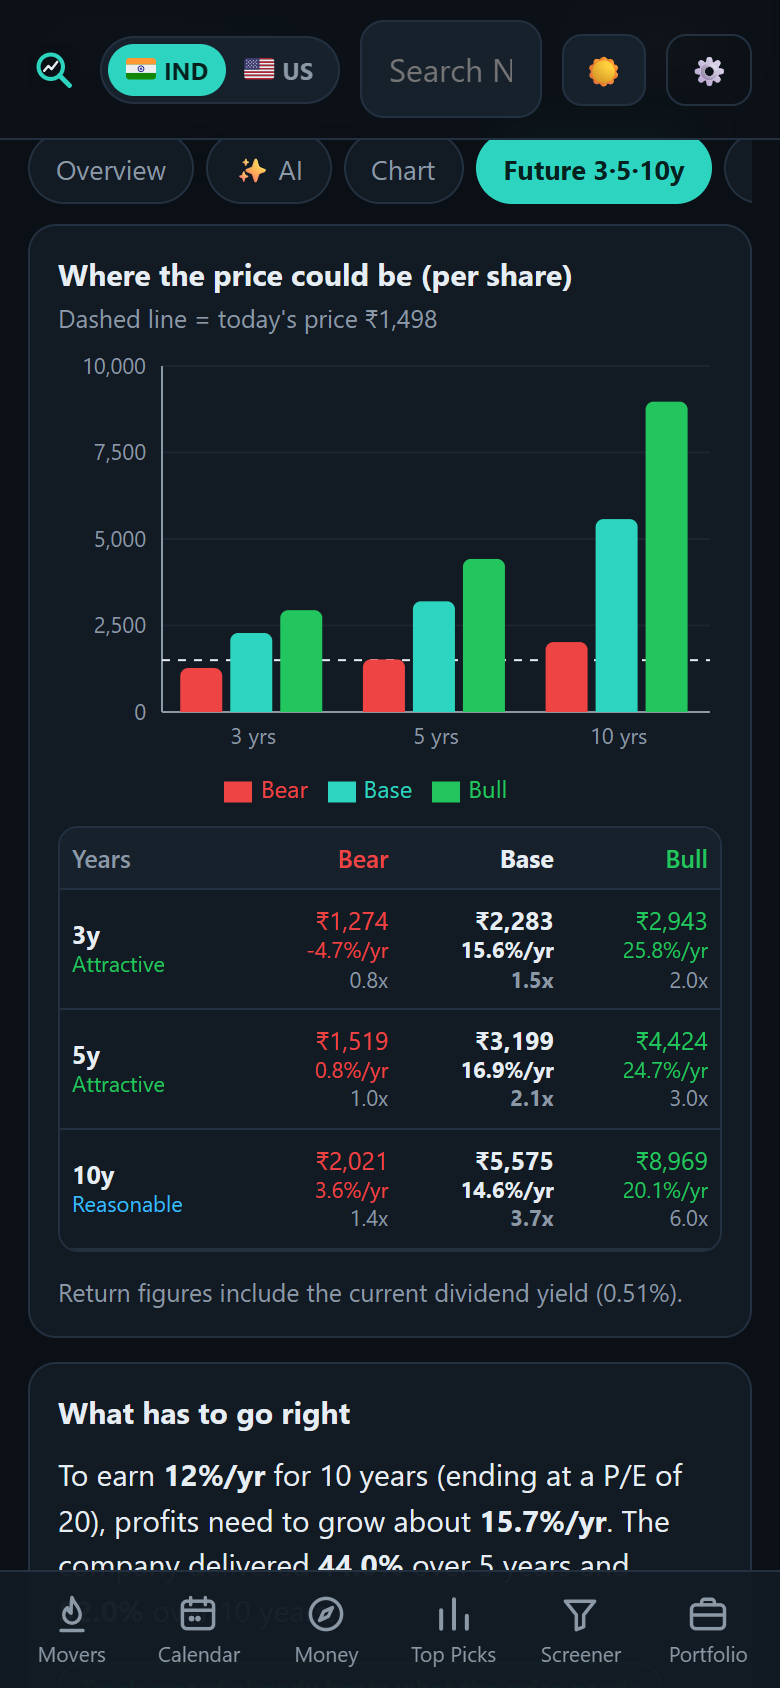 IND US Search N
Overview AI Chart Future 3·5·10y
Where the price could be (per share)
Dashed line = today's price ₹1,498
10,000
7,500
5,000
2,500
0
3 yrs 5 yrs 10 yrs
Bear Base Bull
Years Bear Base Bull
3y
Attractive
₹1,274 ₹2,283 ₹2,943
-4.7%/yr 15.6%/yr 25.8%/yr
0.8x 1.5x 2.0x
5y
Attractive
₹1,519 ₹3,199 ₹4,424
0.8%/yr 16.9%/yr 24.7%/yr
1.0x 2.1x 3.0x
10y
Reasonable
₹2,021 ₹5,575 ₹8,969
3.6%/yr 14.6%/yr 20.1%/yr
1.4x 3.7x 6.0x
Return figures include the current dividend yield (0.51%).
What has to go right
To earn 12%/yr for 10 years (ending at a P/E of
20), profits need to grow about 15.7%/yr. The
company delivered 44.0% over 5 years and
Movers Calendar Money Top Picks Screener Portfolio